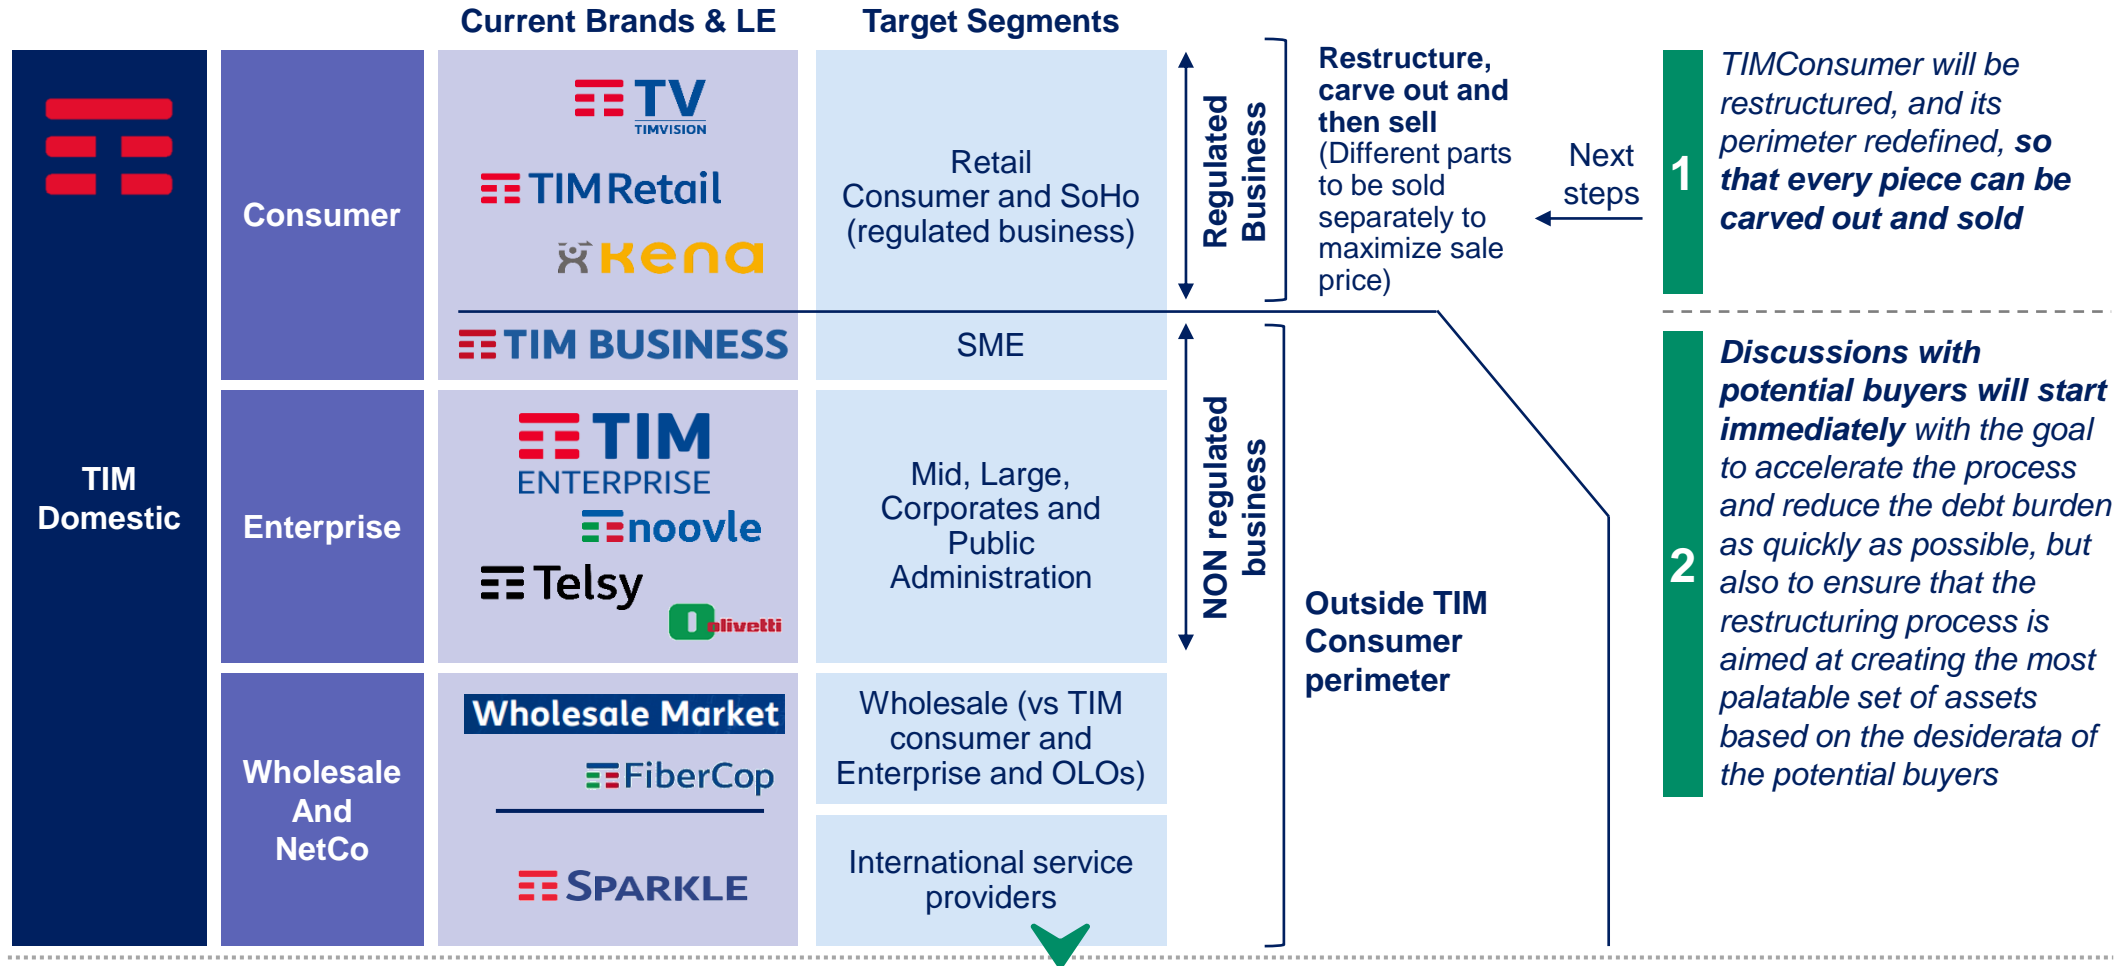 Current Brands & LE
Target Segments
TIM
Domestic
Consumer
TV
TIMVISION
TIMRetail
kena
TIM BUSINESS
Retail
Consumer and SoHo
(regulated business)
SME
Regulated
Business
Restructure,
carve out and
then sell
(Different parts
to be sold
separately to
maximize sale
price)
Next
steps
1
TIMConsumer will be
restructured, and its
perimeter redefined, so
that every piece can be
carved out and sold
Enterprise
TIM
ENTERPRISE
noovle
Telsy
olivetti
Mid, Large,
Corporates and
Public
Administration
NON regulated
business
Outside TIM
Consumer
perimeter
2
Discussions with
potential buyers will start
immediately with the goal
to accelerate the process
and reduce the debt burden
as quickly as possible, but
also to ensure that the
restructuring process is
aimed at creating the most
palatable set of assets
based on the desiderata of
the potential buyers
Wholesale
And
NetCo
Wholesale Market
FiberCop
SPARKLE
Wholesale (vs TIM
consumer and
Enterprise and OLOs)
International service
providers